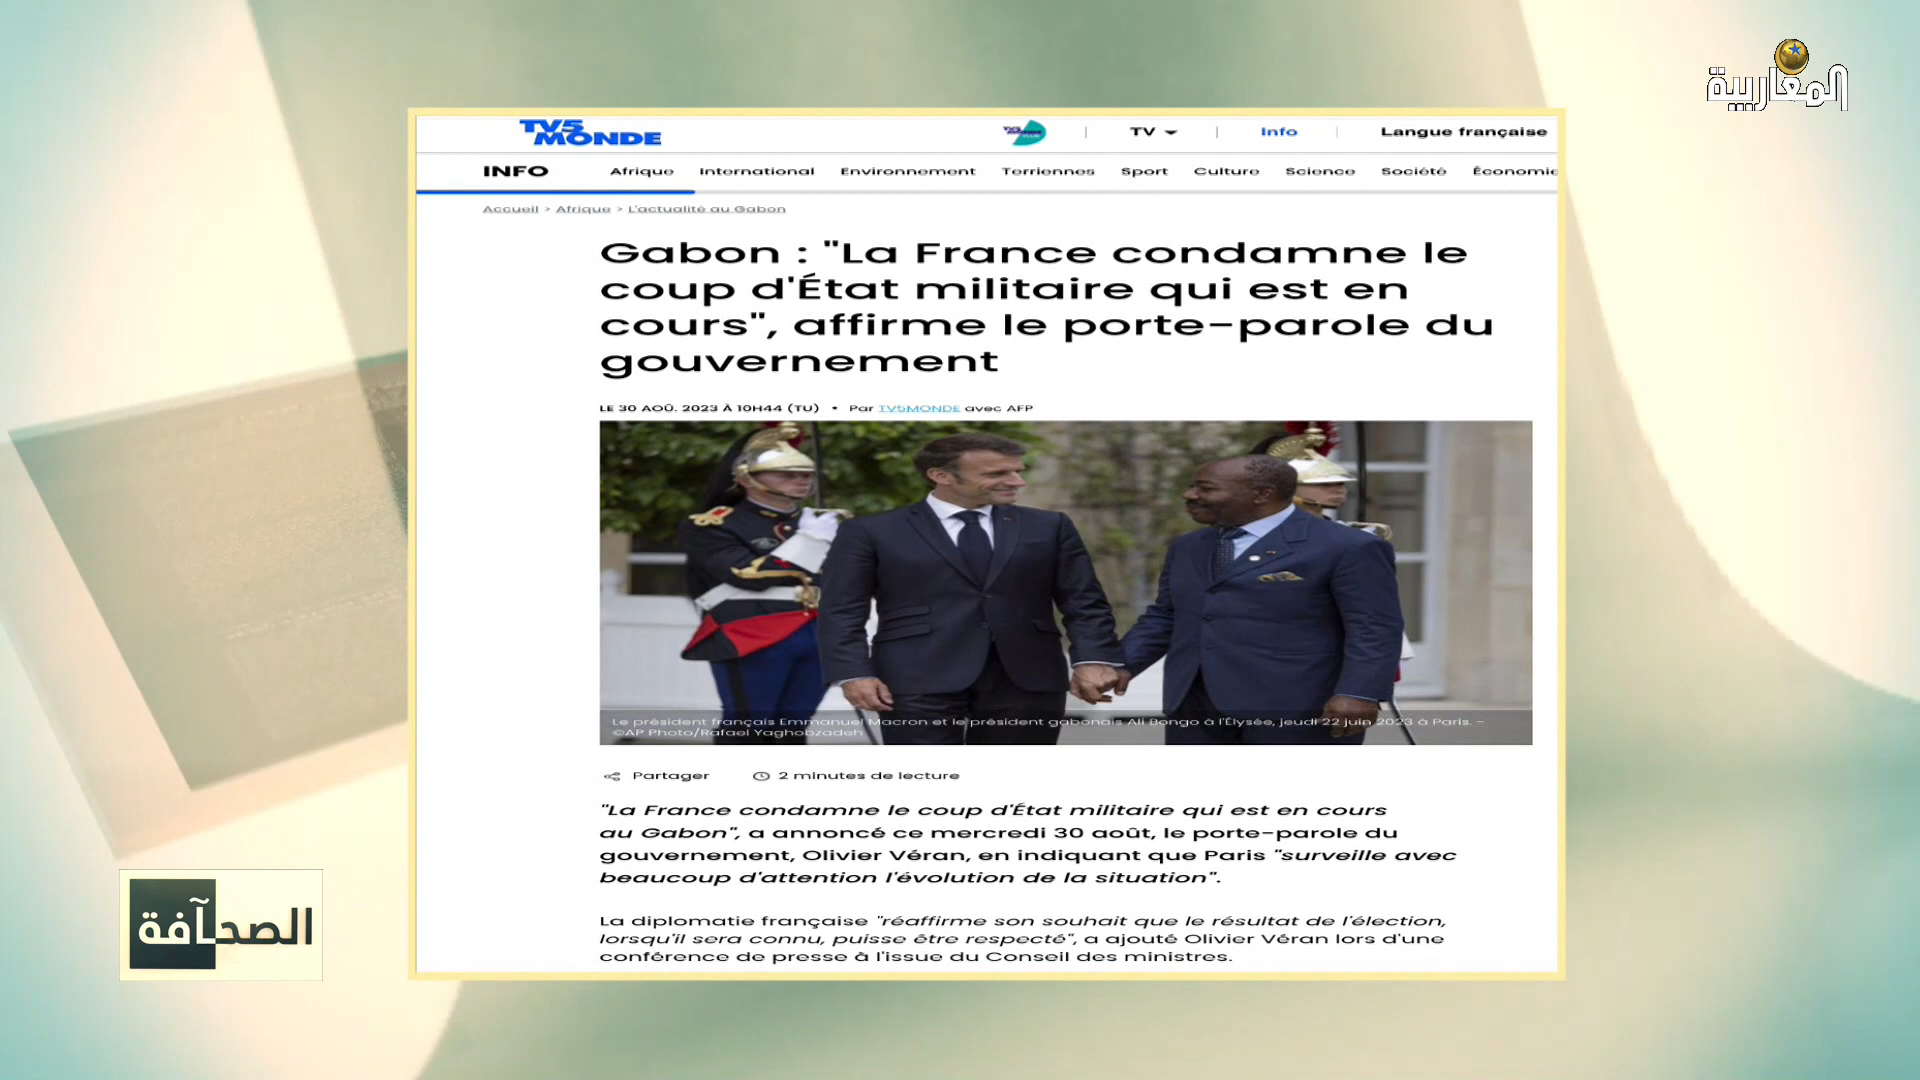 المغاربية
TV5
MONDE
TV
Info
Langue française
INFO
Afrique
International
Environnement
Terriennes
Sport
Culture
Science
Société
Économie
Accueil > Afrique > L'actualité au Gabon
Gabon : "La France condamne le
coup d'État militaire qui est en
cours", affirme le porte-parole du
gouvernement
LE 30 AOÛ. 2023 À 10H44 (TU) • Par TV5MONDE avec AFP
Le président français Emmanuel Macron et le président gabonais Ali Bongo à l'Élysée, jeudi 22 juin 2023 à Paris. –
©AP Photo/Rafael Yaghobzadeh
Partager
2 minutes de lecture
"La France condamne le coup d'État militaire qui est en cours
au Gabon", a annoncé ce mercredi 30 août, le porte-parole du
gouvernement, Olivier Véran, en indiquant que Paris "surveille avec
beaucoup d'attention l'évolution de la situation".
La diplomatie française "réaffirme son souhait que le résultat de l'élection,
lorsqu'il sera connu, puisse être respecté", a ajouté Olivier Véran lors d'une
conférence de presse à l'issue du Conseil des ministres.
الصحآفة